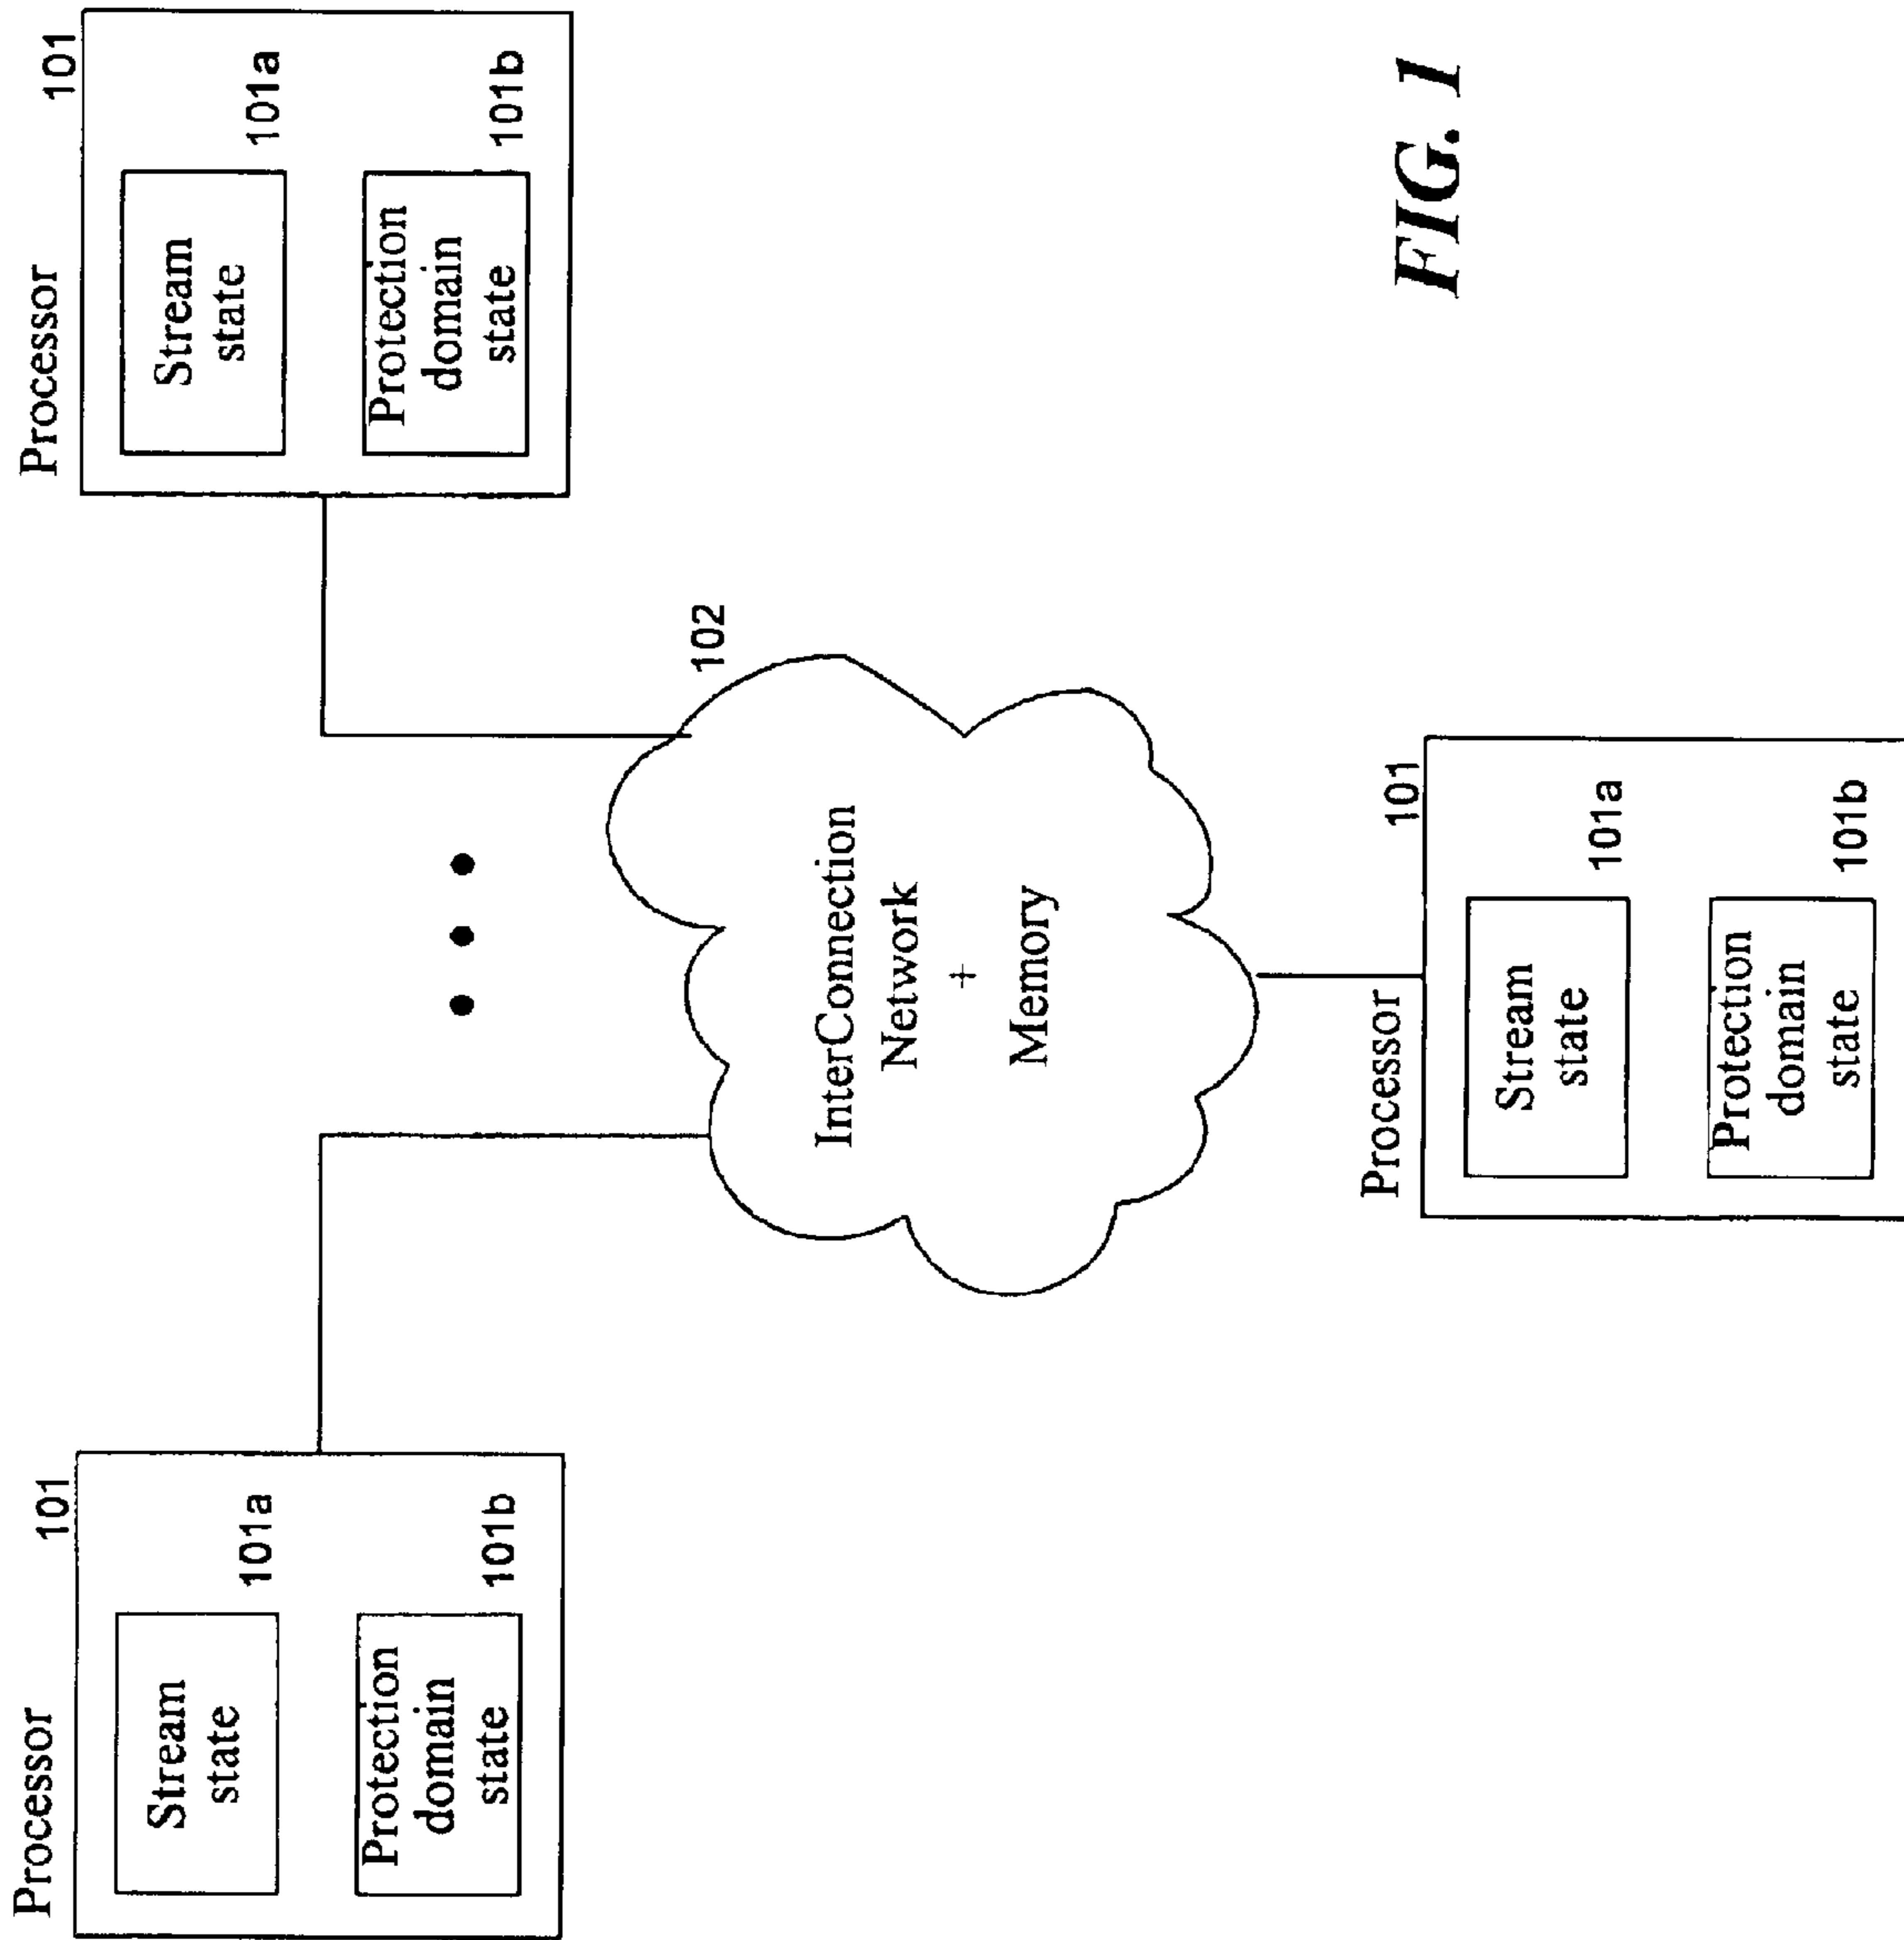 Processor
101
Stream
state
101a
Protection
domain
state
101b
Processor
101
Stream
state
101a
Protection
domain
state
101b
102
InterConnection
Network
+
Memory
Processor
101
Stream
state
101a
Protection
domain
state
101b
FIG. 1